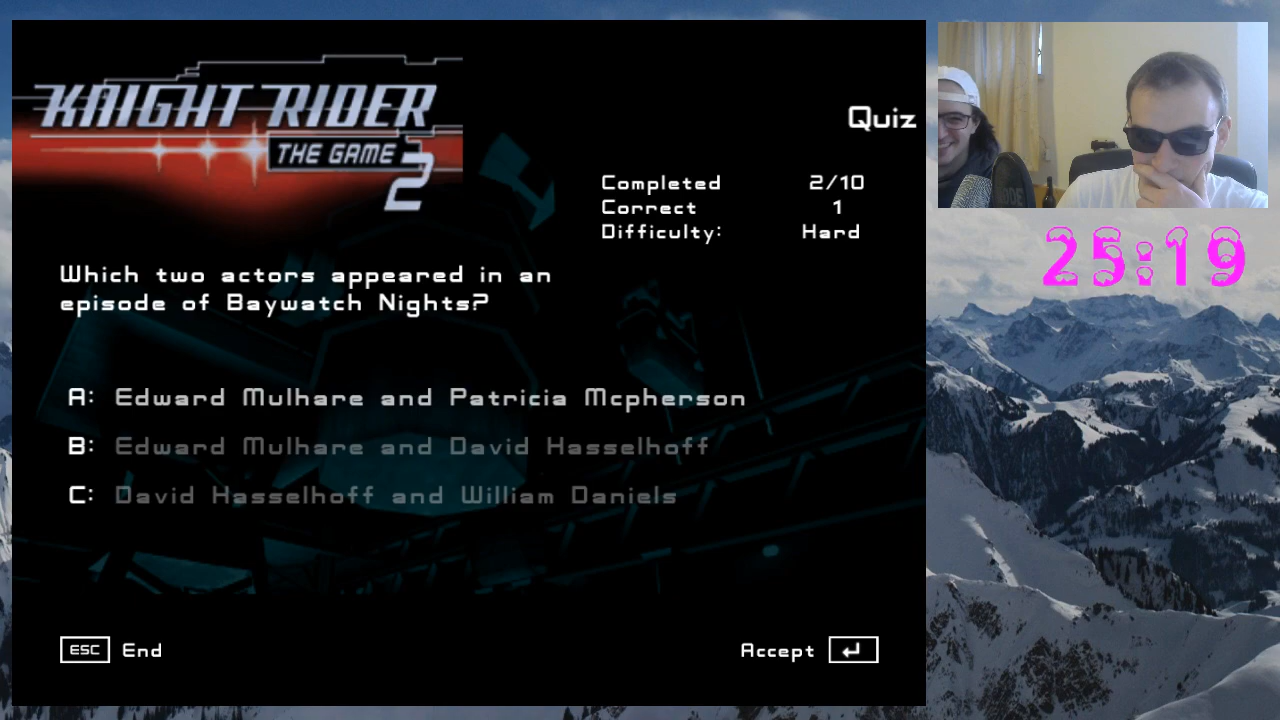 KNIGHT RIDER
THE GAME 2
Quiz
Completed 2/10
Correct 1
Difficulty: Hard
Which two actors appeared in an
episode of Baywatch Nights?
A: Edward Mulhare and Patricia Mcpherson
B: Edward Mulhare and David Hasselhoff
C: David Hasselhoff and William Daniels
ESC End
Accept
25:19